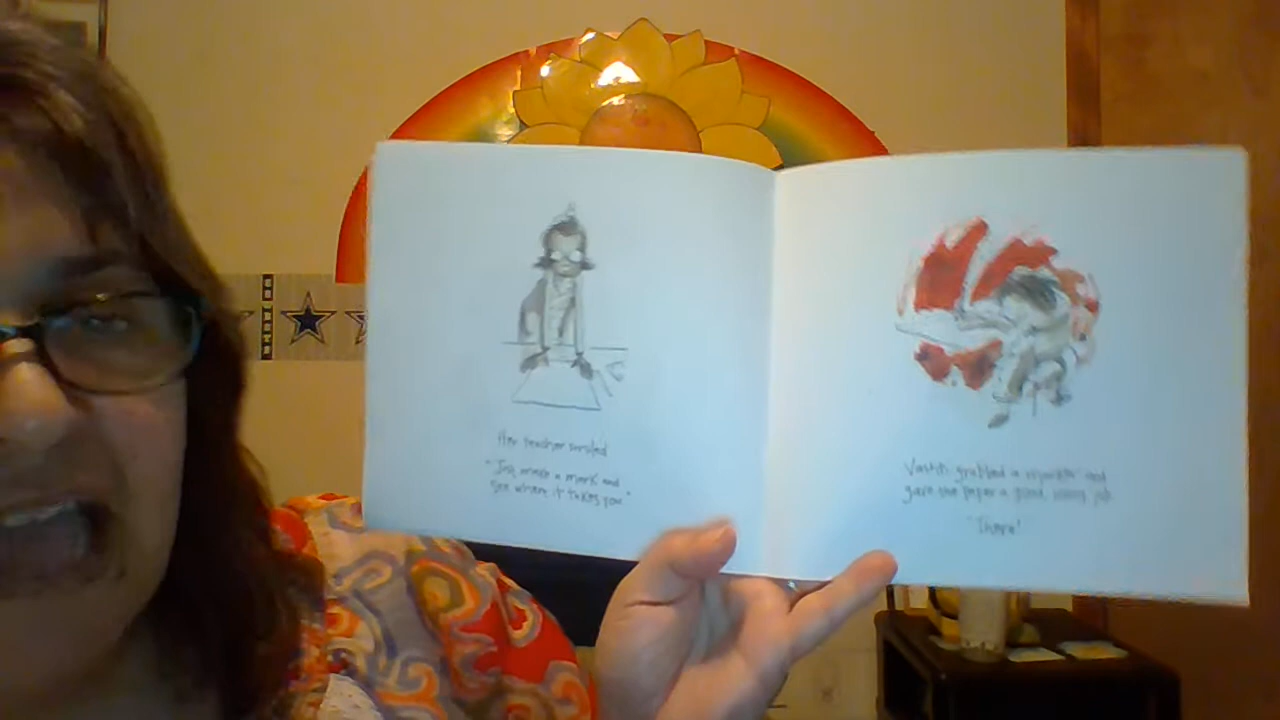 Her teacher smiled.
"Just make a mark and
see where it takes you."
Vashti grabbed a marker and
gave the paper a good, strong jab.
"There!"